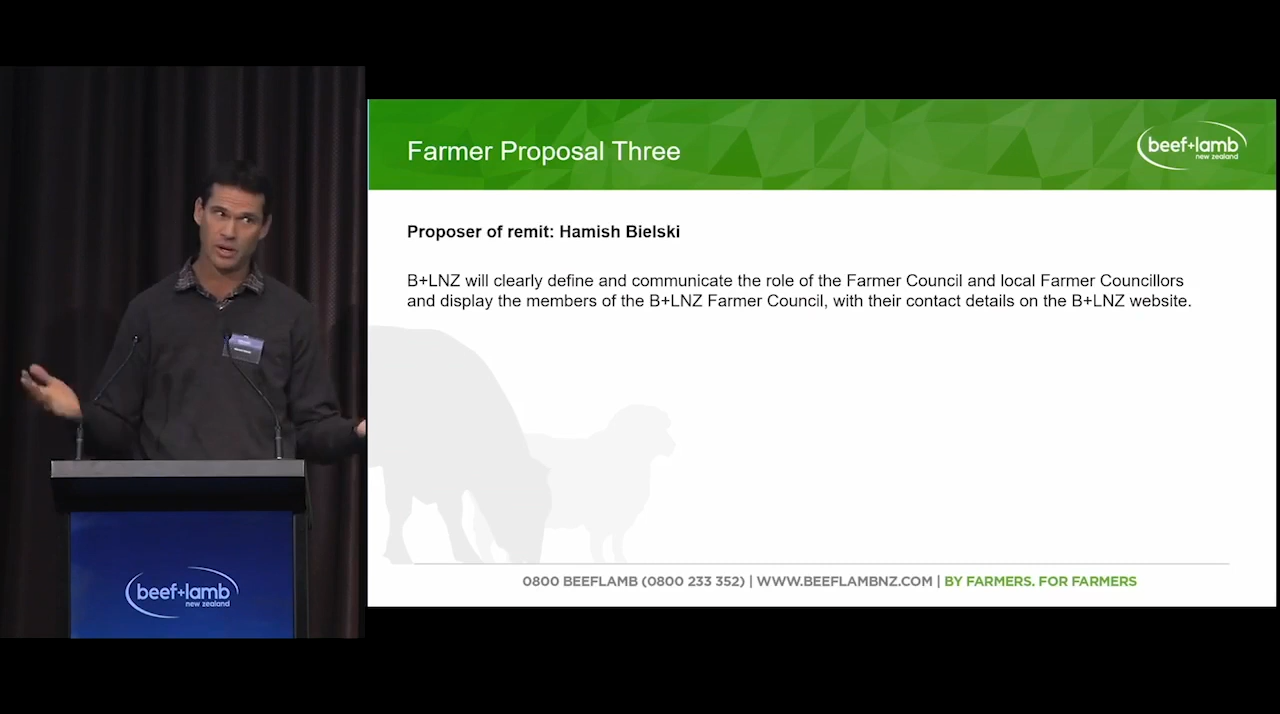 Farmer Proposal Three
beef+lamb
new zealand
Proposer of remit: Hamish Bielski
B+LNZ will clearly define and communicate the role of the Farmer Council and local Farmer Councillors
and display the members of the B+LNZ Farmer Council, with their contact details on the B+LNZ website.
0800 BEEFLAMB (0800 233 352) | WWW.BEEFLAMBNZ.COM | BY FARMERS. FOR FARMERS
beef+lamb
new zealand